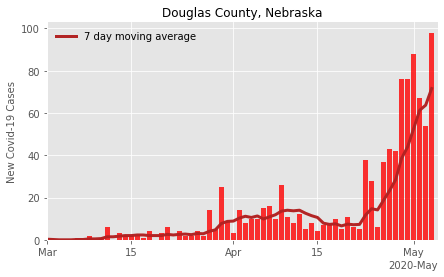 Douglas County, Nebraska
7 day moving average
New Covid-19 Cases
100
80
60
40
20
0
Mar
15
Apr
15
May
2020-May